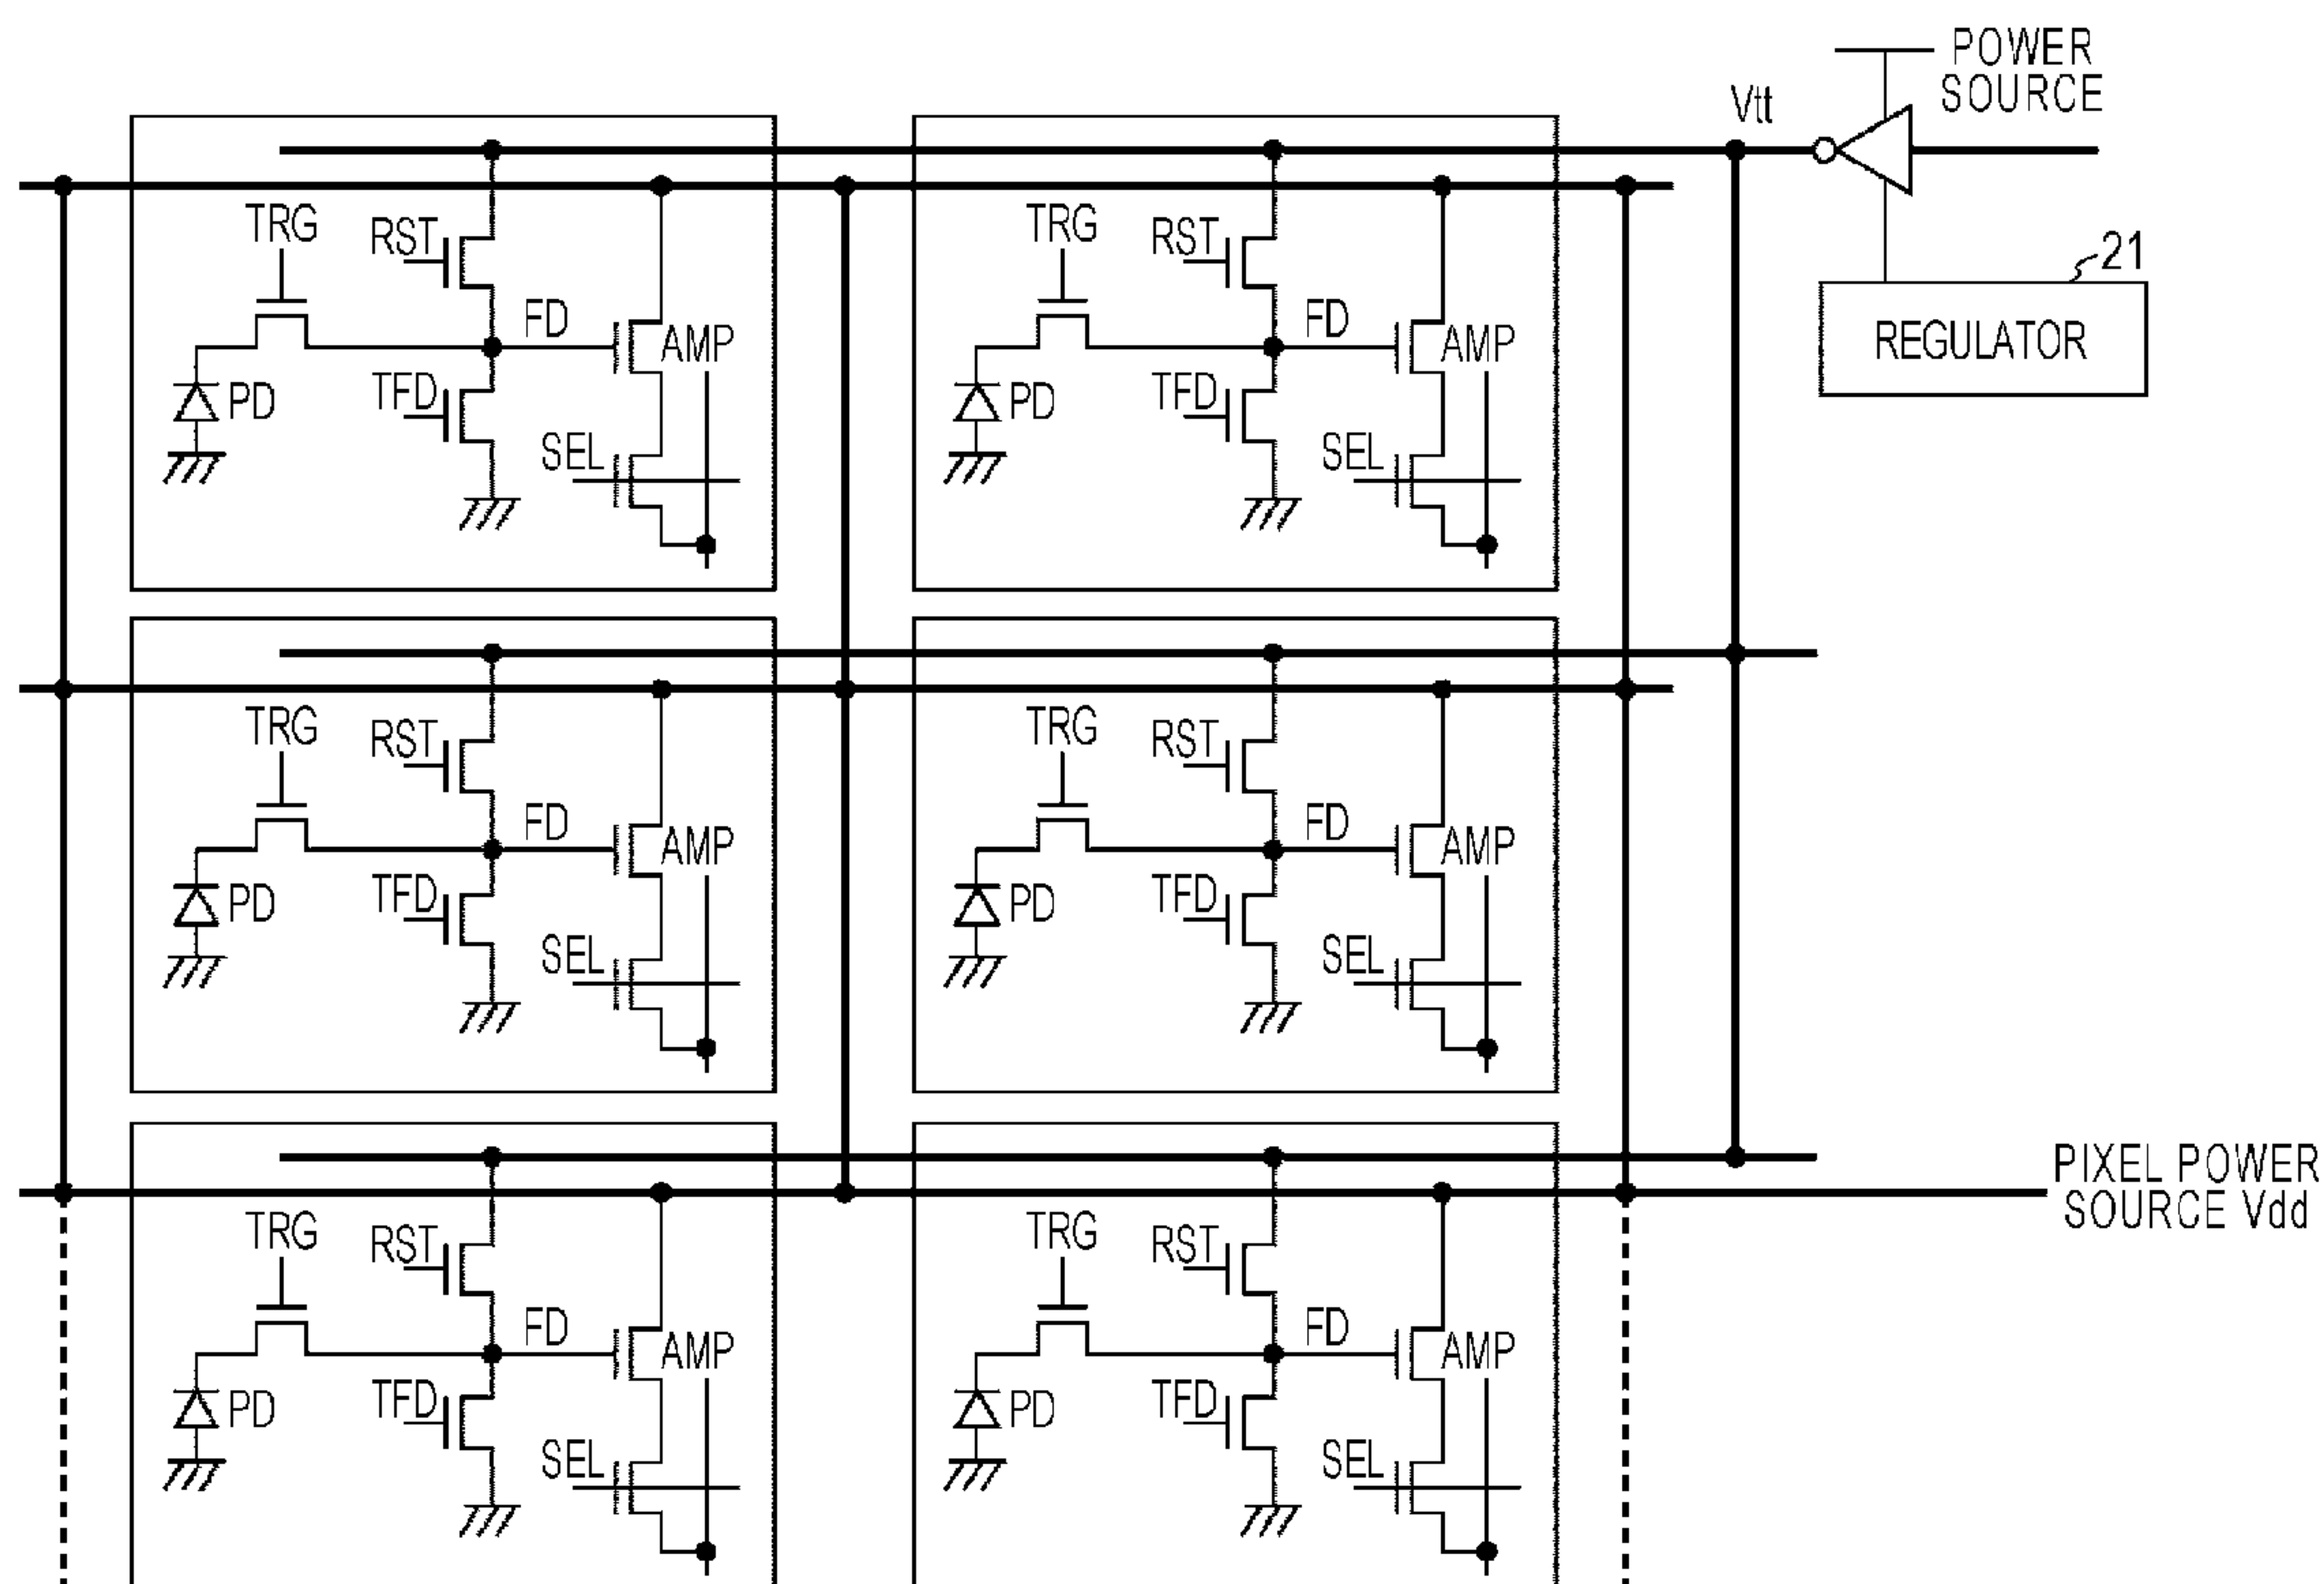 POWER
SOURCE
Vtt
21
REGULATOR
TRG
RST
FD
AMP
PD
TFD
SEL
TRG
RST
FD
AMP
PD
TFD
SEL
TRG
RST
FD
AMP
PD
TFD
SEL
TRG
RST
FD
AMP
PD
TFD
SEL
PIXEL POWER
SOURCE Vdd
TRG
RST
FD
AMP
PD
TFD
SEL
TRG
RST
FD
AMP
PD
TFD
SEL